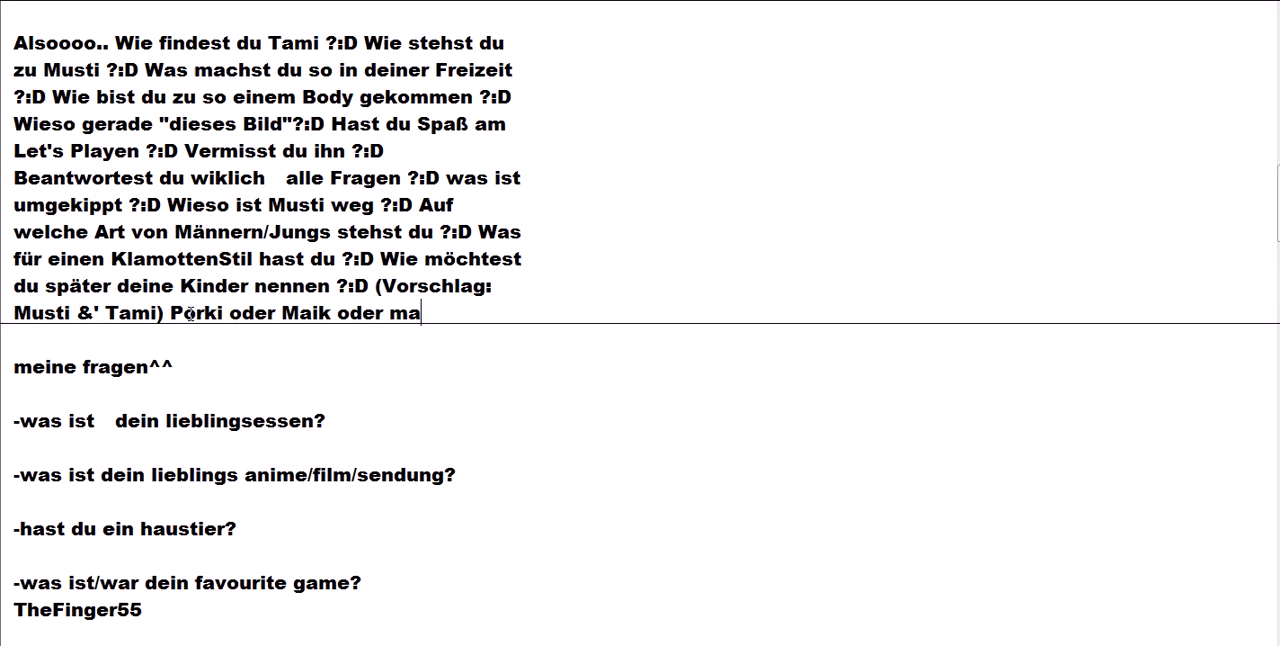 Alsoooo.. Wie findest du Tami ?:D Wie stehst du
zu Musti ?:D Was machst du so in deiner Freizeit
?:D Wie bist du zu so einem Body gekommen ?:D
Wieso gerade "dieses Bild"?:D Hast du Spaß am
Let's Playen ?:D Vermisst du ihn ?:D
Beantwortest du wiklich alle Fragen ?:D was ist
umgekippt ?:D Wieso ist Musti weg ?:D Auf
welche Art von Männern/Jungs stehst du ?:D Was
für einen KlamottenStil hast du ?:D Wie möchtest
du später deine Kinder nennen ?:D (Vorschlag:
Musti &' Tami) Porki oder Maik oder ma
meine fragen^^
-was ist dein lieblingsessen?
-was ist dein lieblings anime/film/sendung?
-hast du ein haustier?
-was ist/war dein favourite game?
TheFinger55